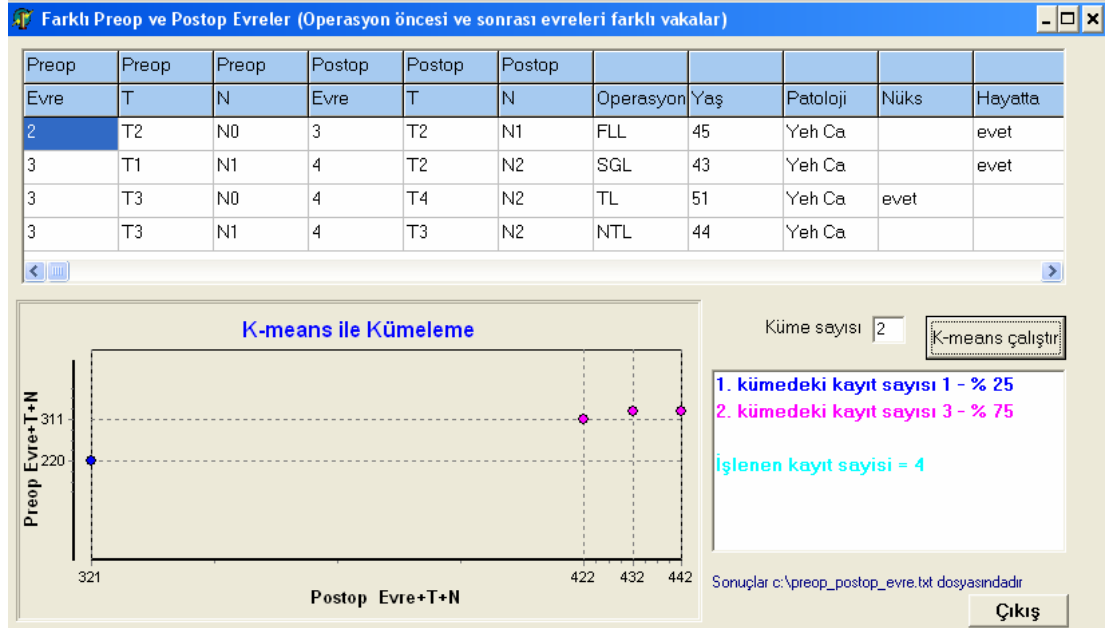 Farklı Preop ve Postop Evreler (Operasyon öncesi ve sonrası evreleri farklı vakalar)
Preop Preop Preop Postop Postop Postop
Evre T N Evre T N Operasyon Yaş Patoloji Nüks Hayatta
2 T2 N0 3 T2 N1 FLL 45 Yeh Ca evet
3 T1 N1 4 T2 N2 SGL 43 Yeh Ca evet
3 T3 N0 4 T4 N2 TL 51 Yeh Ca evet
3 T3 N1 4 T3 N2 NTL 44 Yeh Ca
K-means ile Kümeleme
Preop Evre+T+N
311
220
321 422 432 442
Postop Evre+T+N
Küme sayısı 2
K-means çalıştır
1. kümedeki kayıt sayısı 1 - % 25
2. kümedeki kayıt sayısı 3 - % 75
İşlenen kayıt sayisi = 4
Sonuçlar c:\preop_postop_evre.txt dosyasındadır
Çıkış